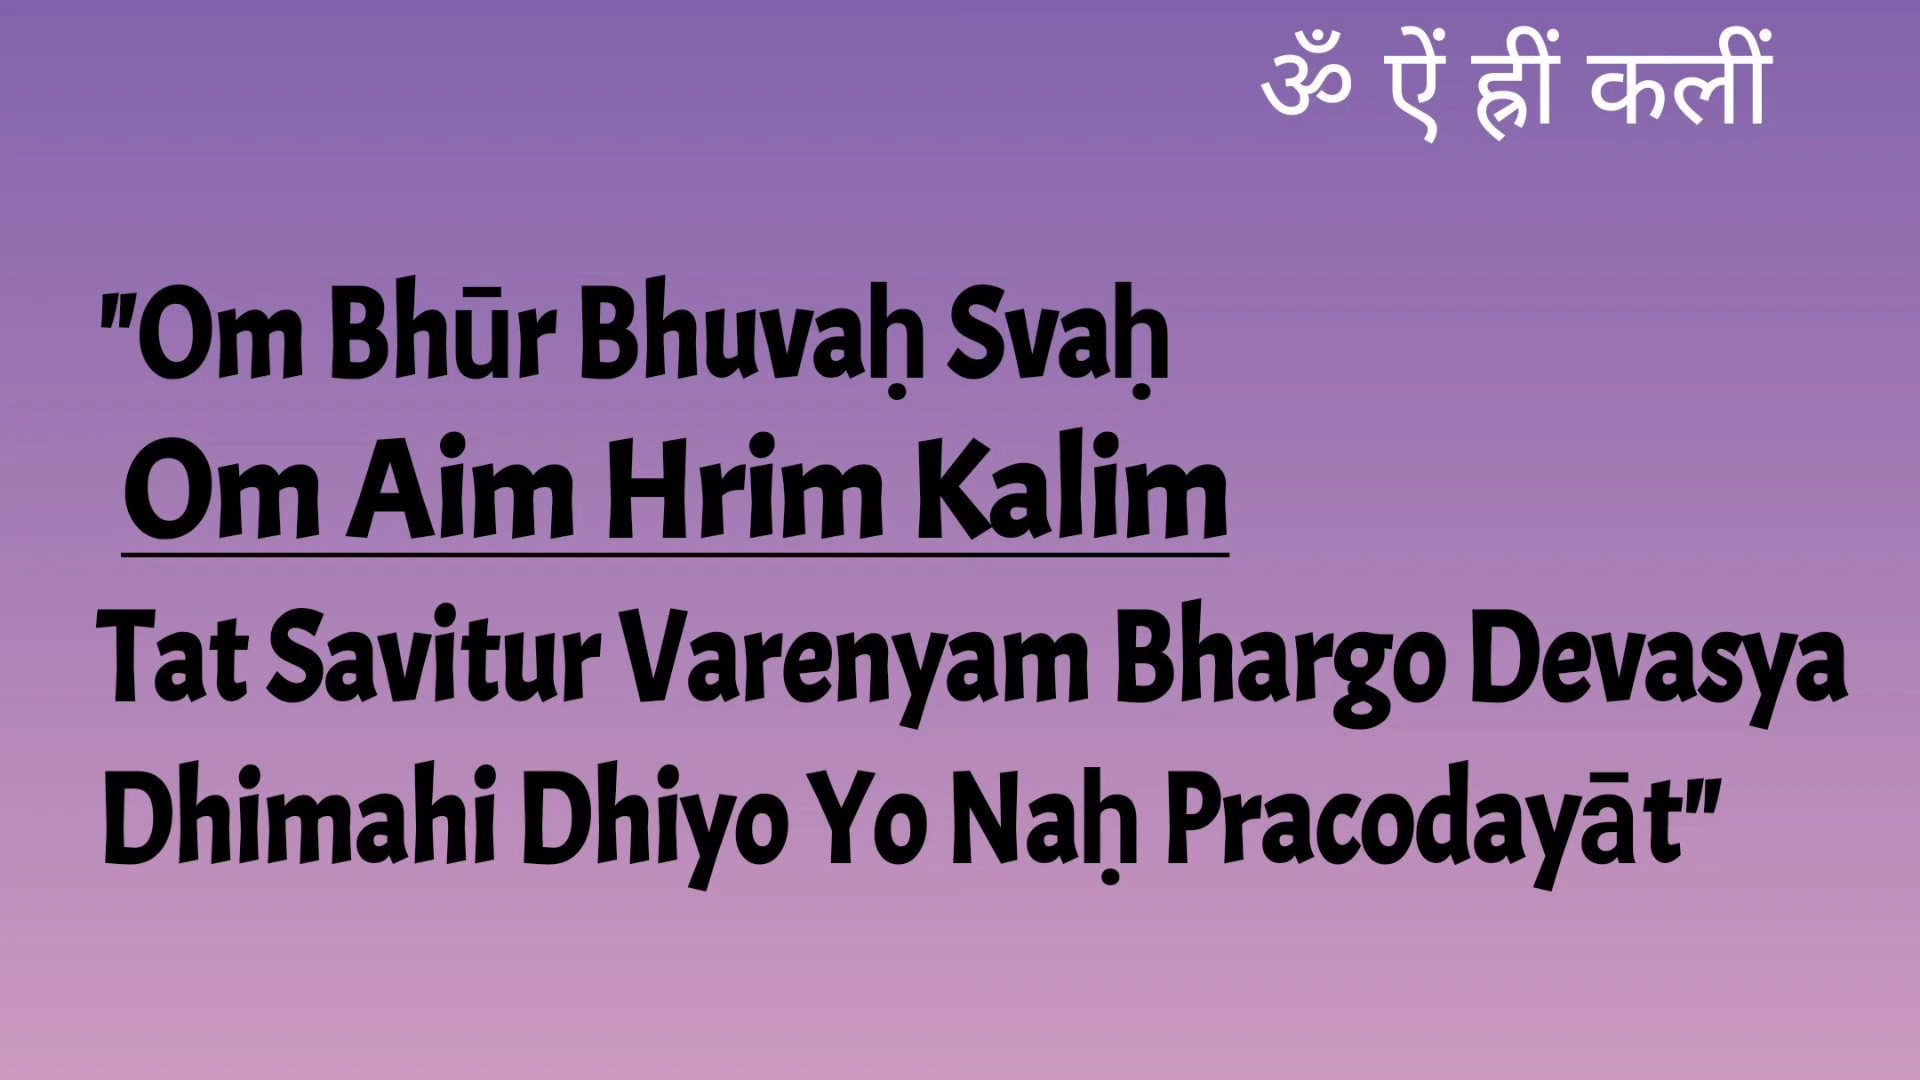 ॐ ऐं ह्रीं कलीं
"Om Bhūr Bhuvaḥ Svaḥ
Om Aim Hrim Kalim
Tat Savitur Varenyam Bhargo Devasya
Dhimahi Dhiyo Yo Naḥ Pracodayāt"